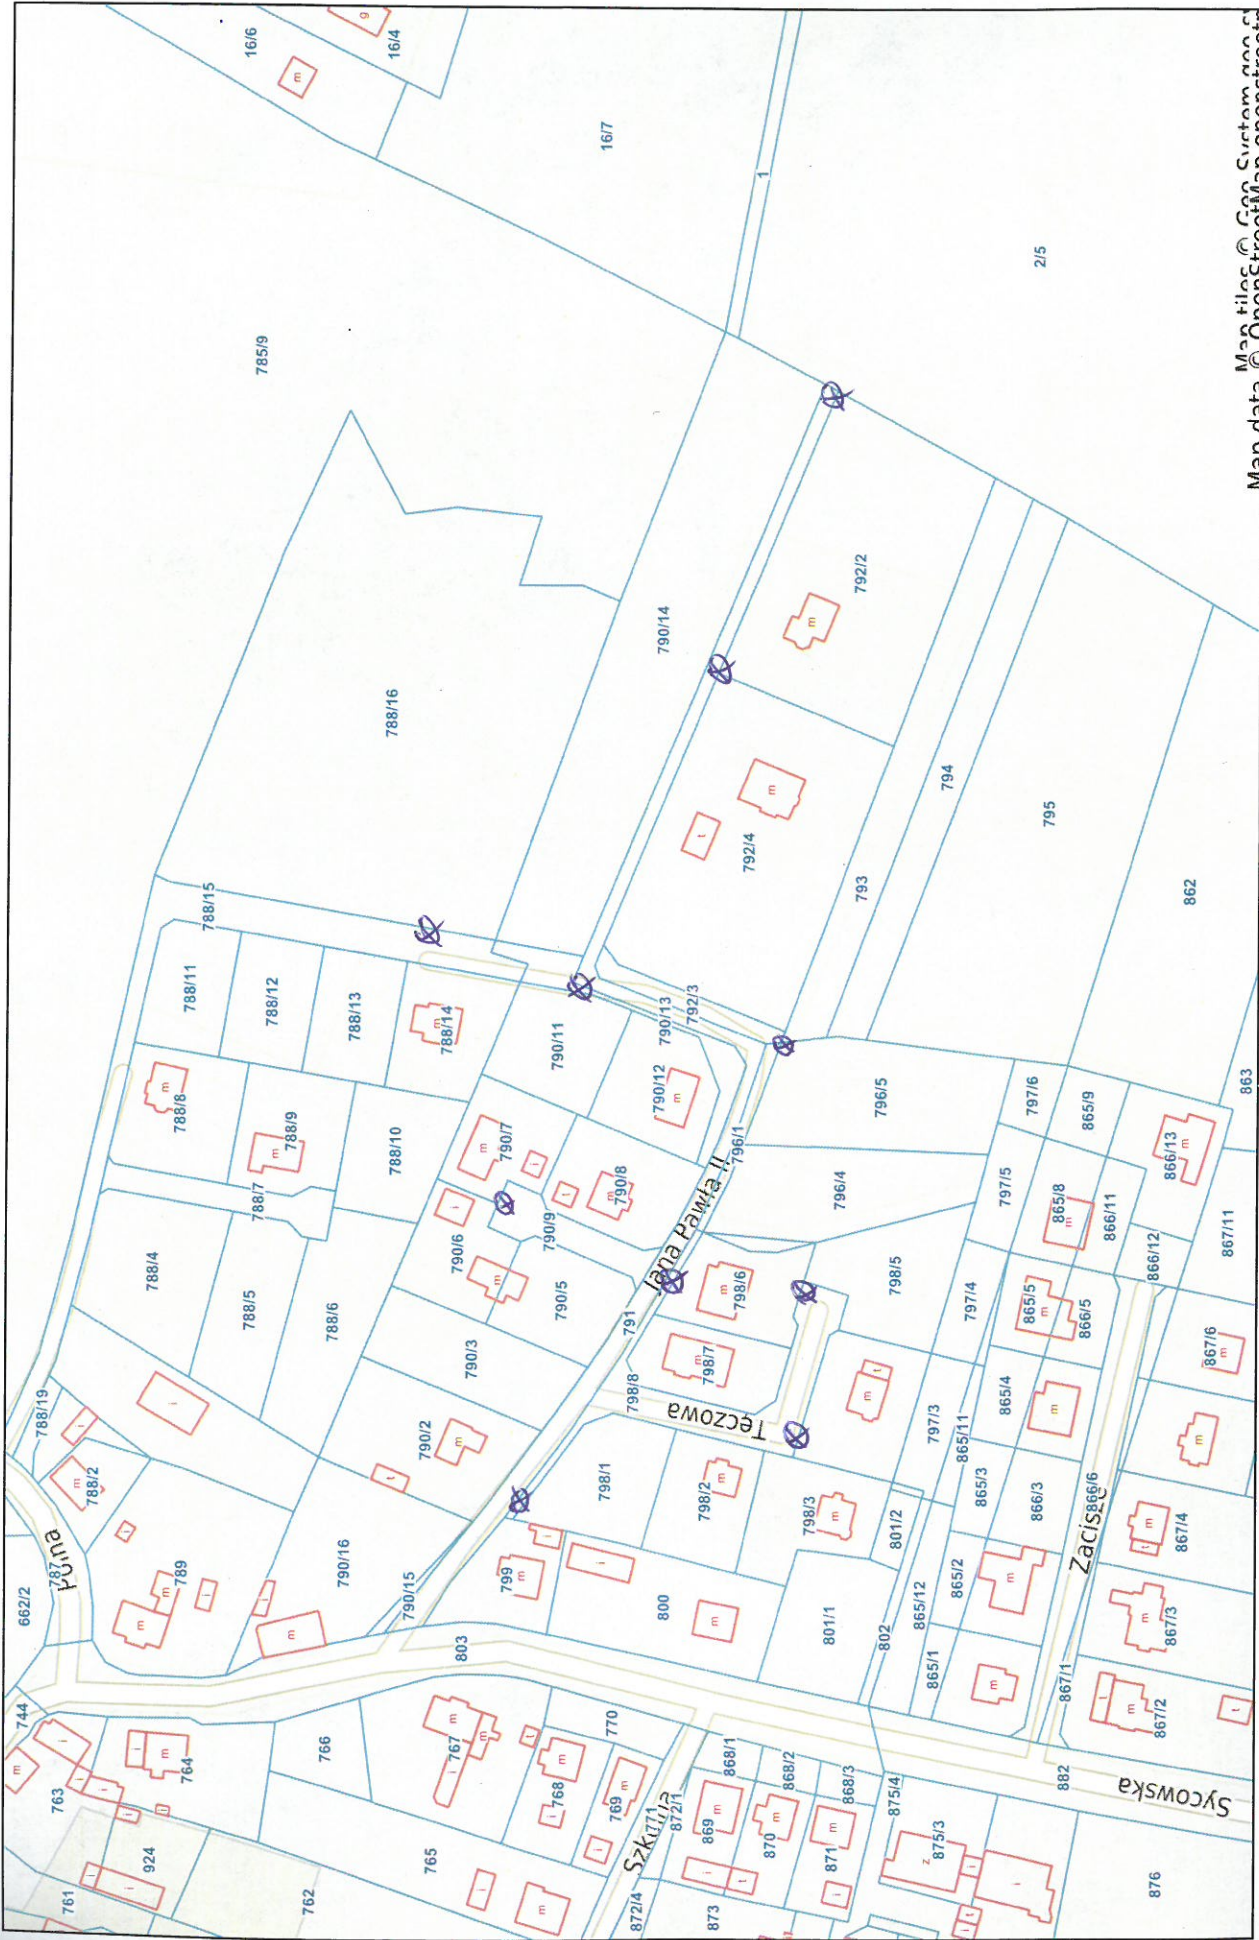 16/6
16/4
g
m
16/7
1
2/5
785/9
788/16
790/14
792/2
m
792/4
m
t
793
794
795
862
863
788/15
788/11
788/12
788/13
788/14
m
790/11
790/13
792/3
790/12
m
788/8
m
788/9
m
788/10
788/7
790/7
m
i
790/8
m
t
790/9
790/6
i
m
790/5
796/1
Jana Pawła II
791
796/5
796/4
797/6
797/5
865/9
865/8
m
866/13
m
866/11
866/12
867/11
788/4
788/5
788/6
790/3
790/2
m
t
798/6
m
798/7
m
798/8
798/5
797/4
797/3
865/5
m
866/5
865/4
m
867/6
m
m
Tęczowa
m
t
788/19
788/2
m
i
i
798/1
798/2
m
798/3
m
801/2
865/11
865/3
866/3
866/6
Zacisze
867/4
m
t
Polna
787
662/2
789
m
m
i
i
i
m
790/16
790/15
799
m
i
800
i
m
801/1
802
865/12
865/2
865/1
m
m
867/3
m
867/1
867/2
m
t
t
803
744
763
m
i
i
i
i
i
764
m
i
766
767
m
m
i
t
768
m
i
769
m
i
770
771
Szkolna
872/1
872/4
868/1
868/2
868/3
869
m
870
m
871
m
i
t
i
873
875/4
875/3
z
i
i
i
t
876
882
Sycowska
761
924
i
i
762
765
i
m
Map tiles © Geo-System
Map data © OpenStreetMap